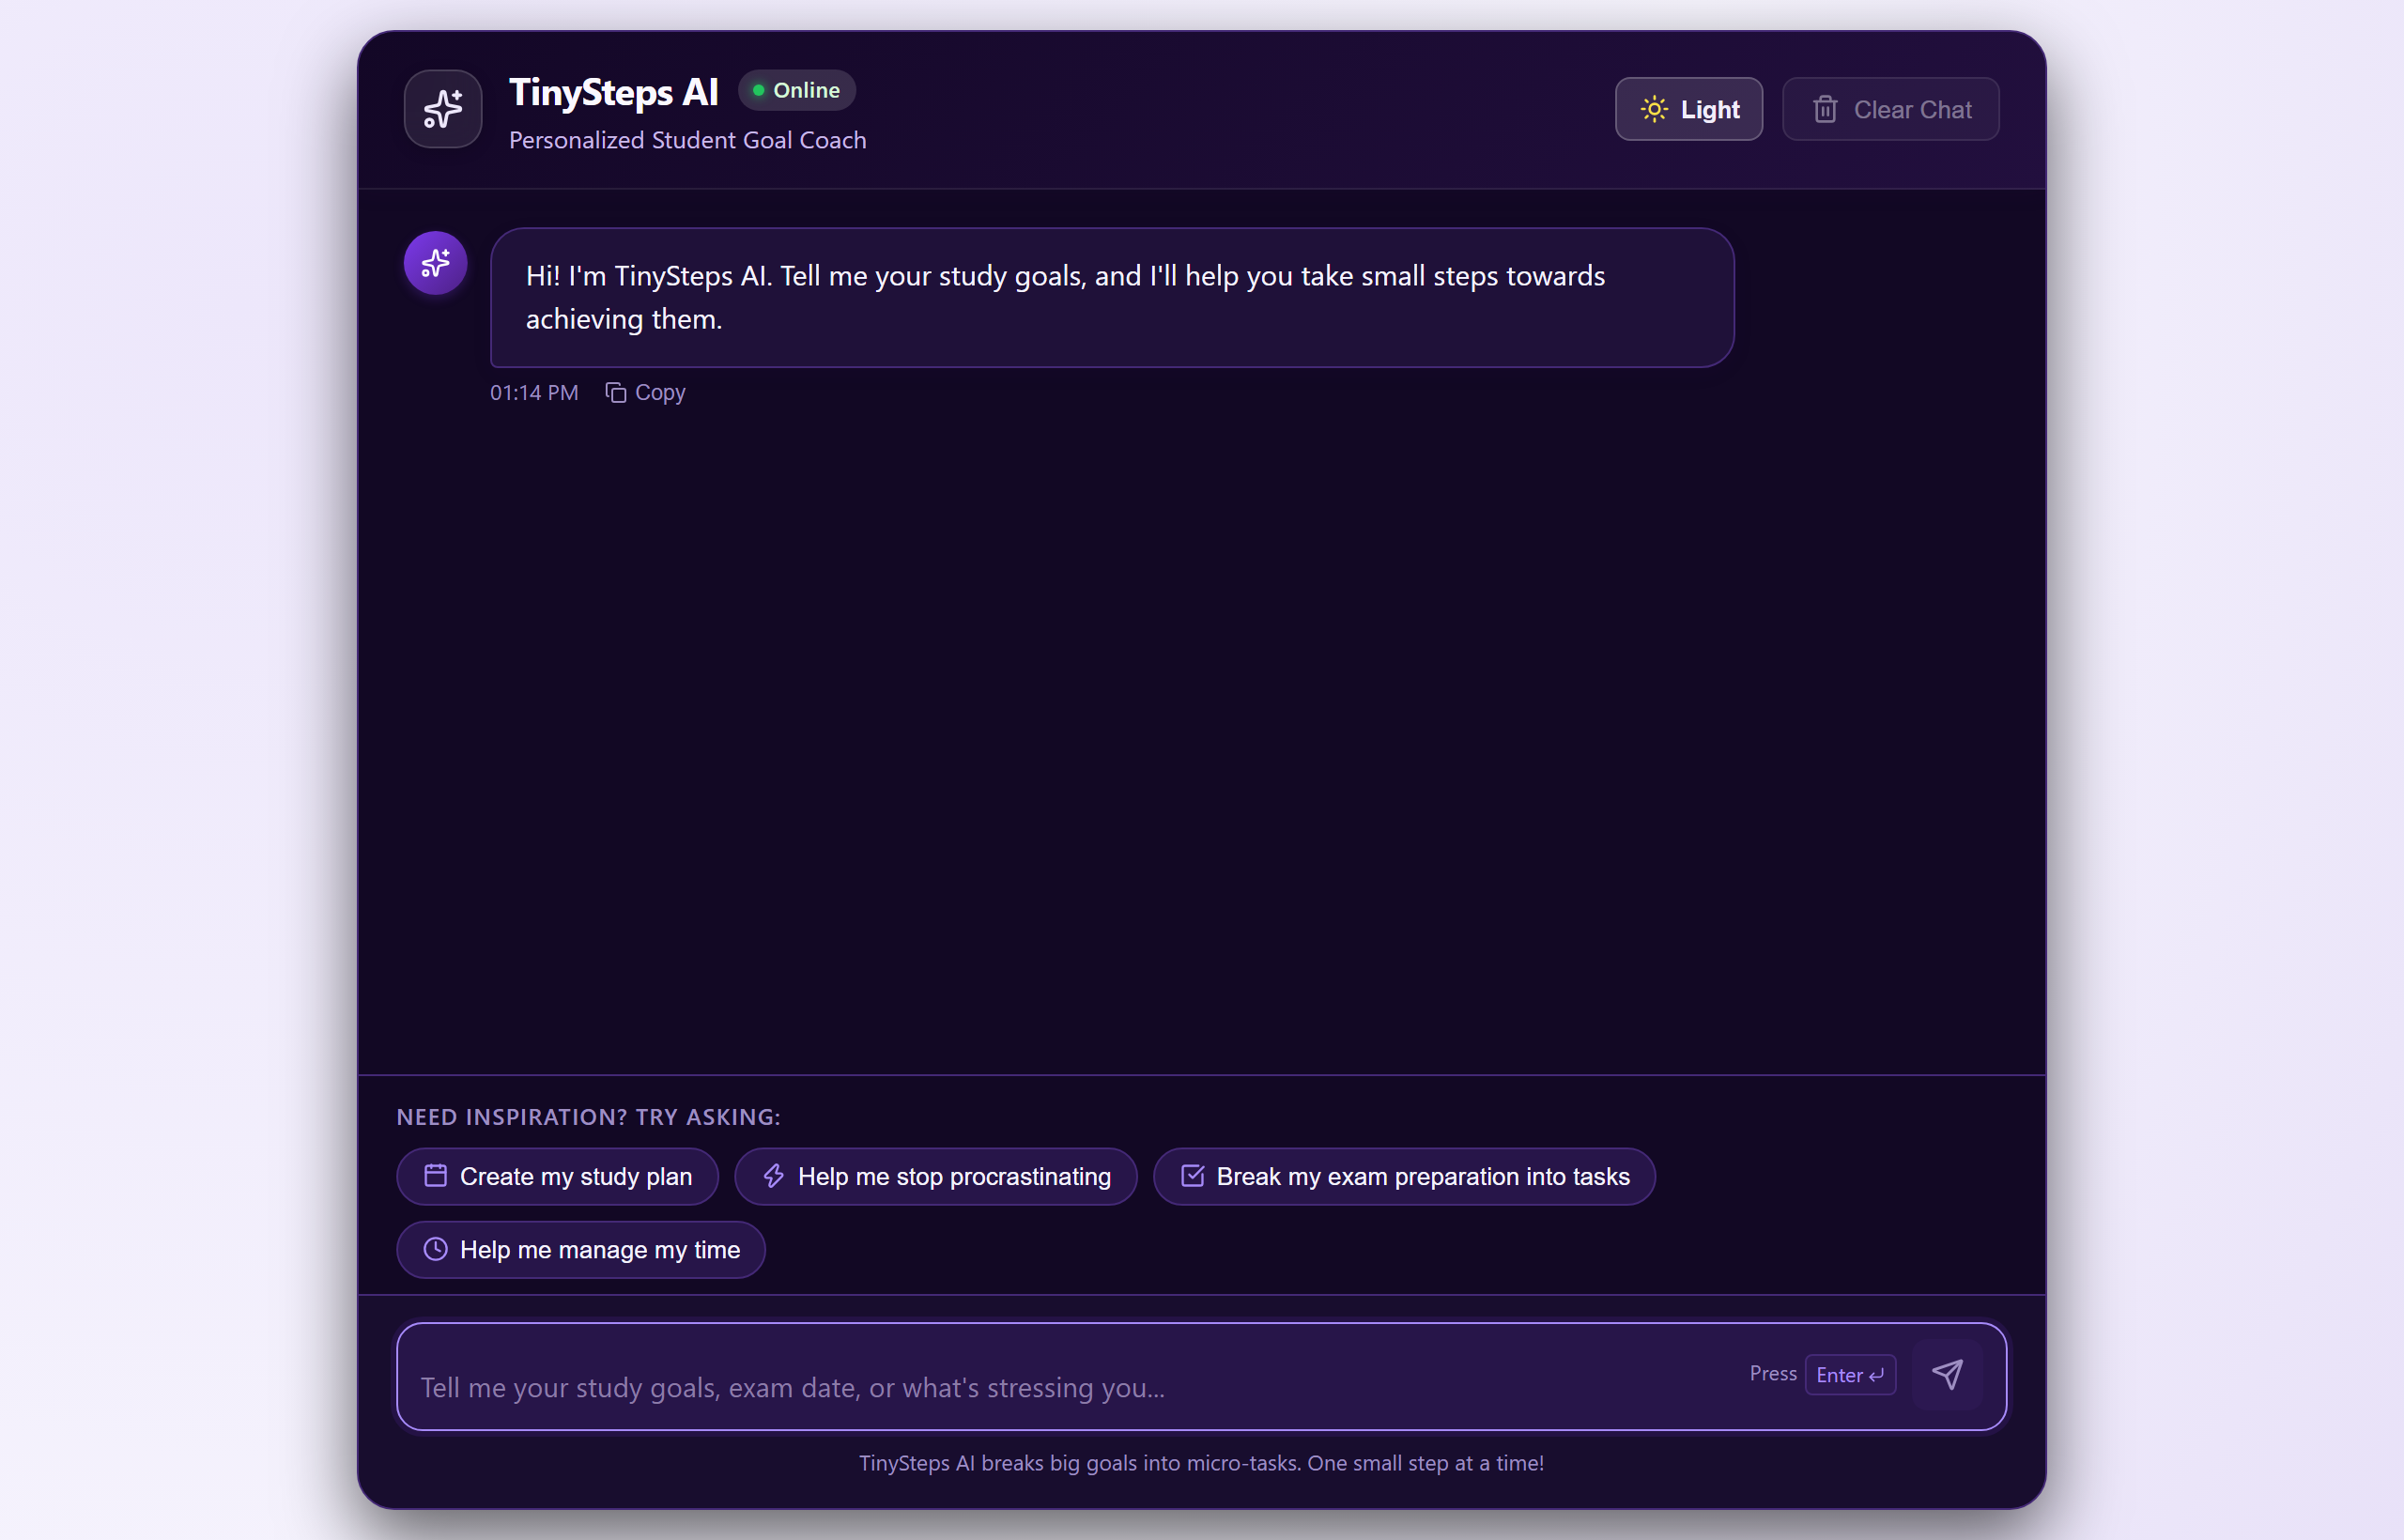 TinySteps AI
Online
Personalized Student Goal Coach
Light
Clear Chat
Hi! I'm TinySteps AI. Tell me your study goals, and I'll help you take small steps towards
achieving them.
01:14 PM
Copy
NEED INSPIRATION? TRY ASKING:
Create my study plan
Help me stop procrastinating
Break my exam preparation into tasks
Help me manage my time
Tell me your study goals, exam date, or what's stressing you...
Press Enter ↵
TinySteps AI breaks big goals into micro-tasks. One small step at a time!